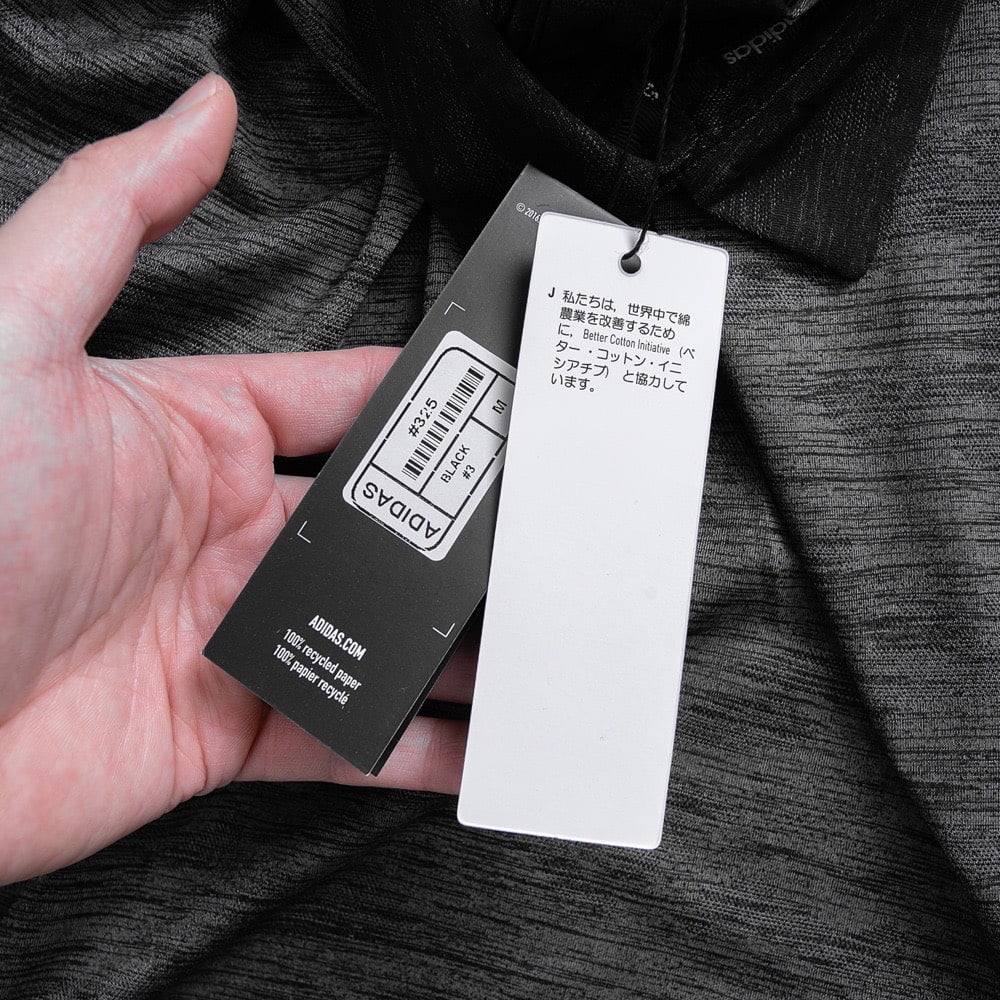 adidas
© 2016
#325
M
BLACK
#3
ADIDAS
ADIDAS.COM
100% recycled paper
100% papier recyclé
J 私たちは, 世界中で綿
農業を改善するため
に, Better Cotton Initiative (ベ
ター・コットン・イニ
シアチブ) と協力して
います。